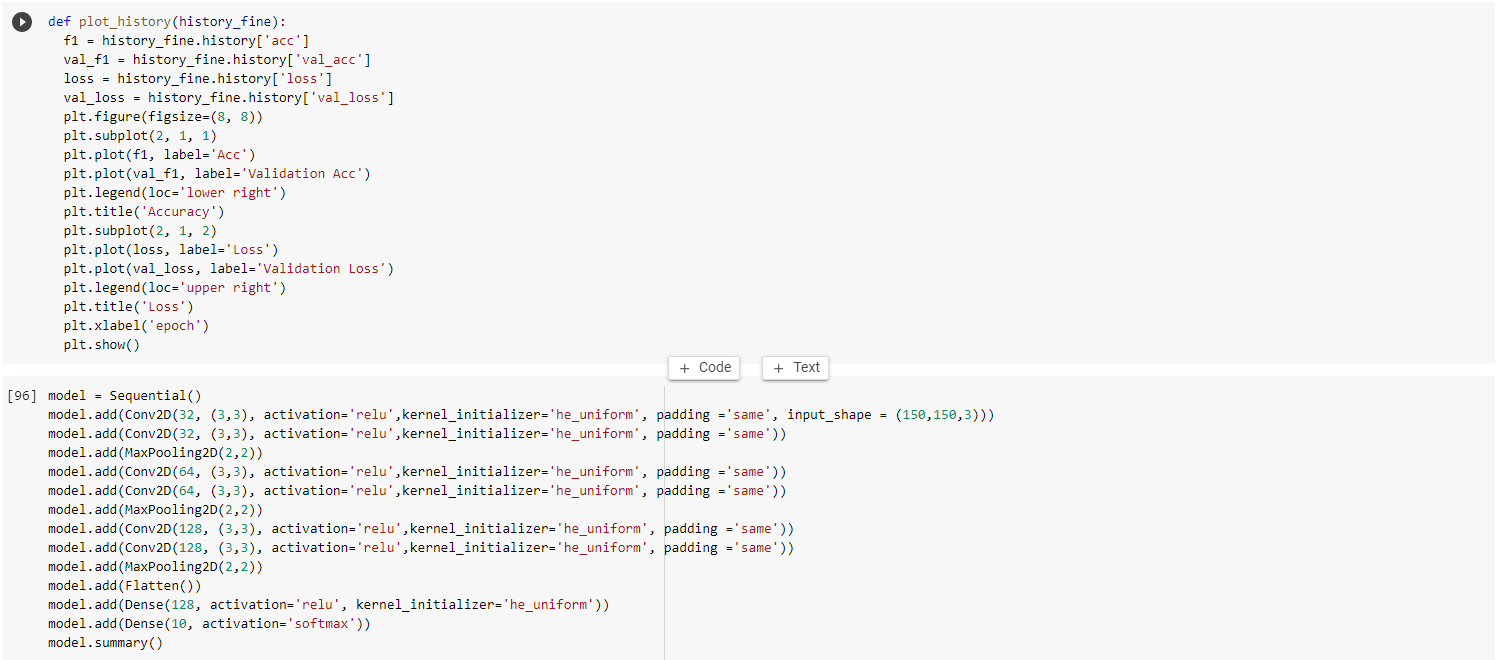 def plot_history(history_fine):
  f1 = history_fine.history['acc']
  val_f1 = history_fine.history['val_acc']
  loss = history_fine.history['loss']
  val_loss = history_fine.history['val_loss']
  plt.figure(figsize=(8, 8))
  plt.subplot(2, 1, 1)
  plt.plot(f1, label='Acc')
  plt.plot(val_f1, label='Validation Acc')
  plt.legend(loc='lower right')
  plt.title('Accuracy')
  plt.subplot(2, 1, 2)
  plt.plot(loss, label='Loss')
  plt.plot(val_loss, label='Validation Loss')
  plt.legend(loc='upper right')
  plt.title('Loss')
  plt.xlabel('epoch')
  plt.show()
+ Code + Text
[96] model = Sequential()
model.add(Conv2D(32, (3,3), activation='relu',kernel_initializer='he_uniform', padding ='same', input_shape = (150,150,3)))
model.add(Conv2D(32, (3,3), activation='relu',kernel_initializer='he_uniform', padding ='same'))
model.add(MaxPooling2D(2,2))
model.add(Conv2D(64, (3,3), activation='relu',kernel_initializer='he_uniform', padding ='same'))
model.add(Conv2D(64, (3,3), activation='relu',kernel_initializer='he_uniform', padding ='same'))
model.add(MaxPooling2D(2,2))
model.add(Conv2D(128, (3,3), activation='relu',kernel_initializer='he_uniform', padding ='same'))
model.add(Conv2D(128, (3,3), activation='relu',kernel_initializer='he_uniform', padding ='same'))
model.add(MaxPooling2D(2,2))
model.add(Flatten())
model.add(Dense(128, activation='relu', kernel_initializer='he_uniform'))
model.add(Dense(10, activation='softmax'))
model.summary()